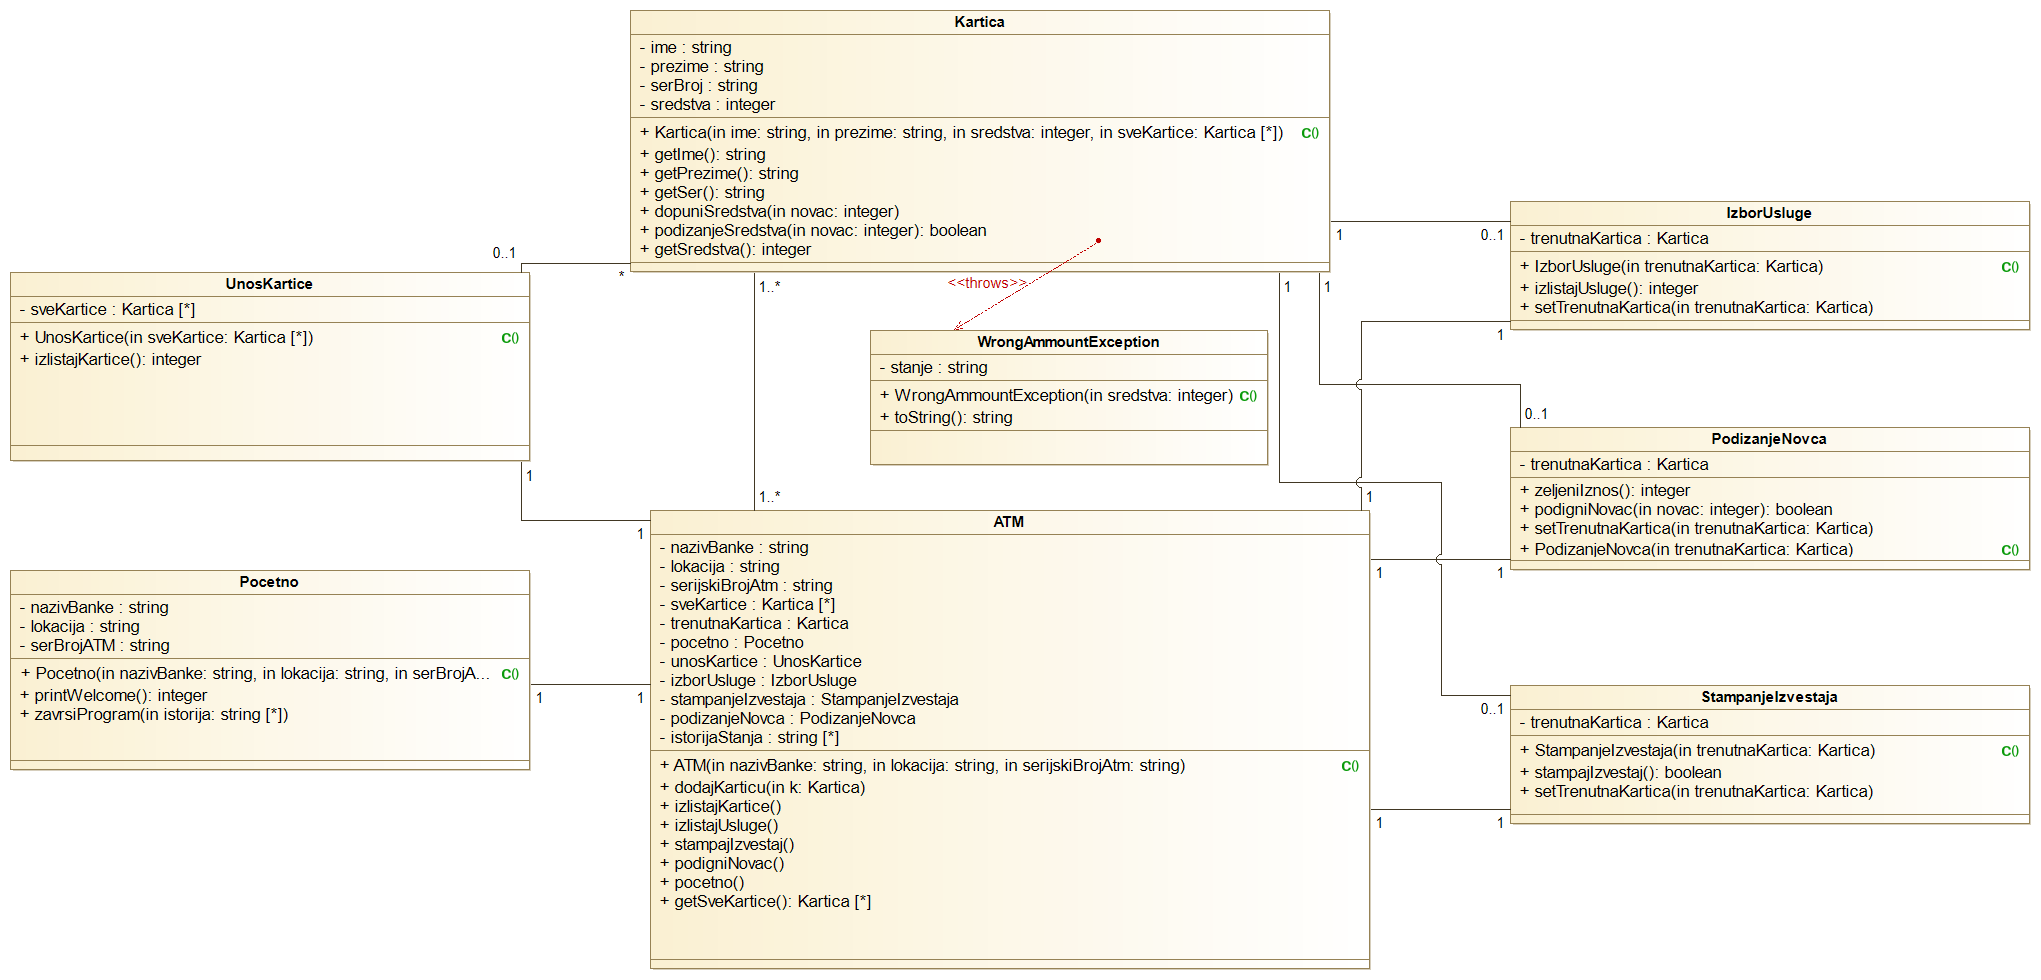 Kartica
- ime : string
- prezime : string
- serBroj : string
- sredstva : integer
+ Kartica(in ime: string, in prezime: string, in sredstva: integer, in sveKartice: Kartica [*]) C()
+ getIme(): string
+ getPrezime(): string
+ getSer(): string
+ dopuniSredstva(in novac: integer)
+ podizanjeSredstva(in novac: integer): boolean
+ getSredstva(): integer
0..1
*
1..*
<<throws>>
1
1
1
0..1
UnosKartice
- sveKartice : Kartica [*]
+ UnosKartice(in sveKartice: Kartica [*]) C()
+ izlistajKartice(): integer
1
1
WrongAmmountException
- stanje : string
+ WrongAmmountException(in sredstva: integer) C()
+ toString(): string
IzborUsluge
- trenutnaKartica : Kartica
+ IzborUsluge(in trenutnaKartica: Kartica) C()
+ izlistajUsluge(): integer
+ setTrenutnaKartica(in trenutnaKartica: Kartica)
1
0..1
PodizanjeNovca
- trenutnaKartica : Kartica
+ zeljeniIznos(): integer
+ podigniNovac(in novac: integer): boolean
+ setTrenutnaKartica(in trenutnaKartica: Kartica)
+ PodizanjeNovca(in trenutnaKartica: Kartica) C()
1..*
1
1
1
Pocetno
- nazivBanke : string
- lokacija : string
- serBrojATM : string
+ Pocetno(in nazivBanke: string, in lokacija: string, in serBrojA... C()
+ printWelcome(): integer
+ zavrsiProgram(in istorija: string [*])
1
1
ATM
- nazivBanke : string
- lokacija : string
- serijskiBrojAtm : string
- sveKartice : Kartica [*]
- trenutnaKartica : Kartica
- pocetno : Pocetno
- unosKartice : UnosKartice
- izborUsluge : IzborUsluge
- stampanjeIzvestaja : StampanjeIzvestaja
- podizanjeNovca : PodizanjeNovca
- istorijaStanja : string [*]
+ ATM(in nazivBanke: string, in lokacija: string, in serijskiBrojAtm: string) C()
+ dodajKarticu(in k: Kartica)
+ izlistajKartice()
+ izlistajUsluge()
+ stampajIzvestaj()
+ podigniNovac()
+ pocetno()
+ getSveKartice(): Kartica [*]
0..1
StampanjeIzvestaja
- trenutnaKartica : Kartica
+ StampanjeIzvestaja(in trenutnaKartica: Kartica) C()
+ stampajIzvestaj(): boolean
+ setTrenutnaKartica(in trenutnaKartica: Kartica)
1
1